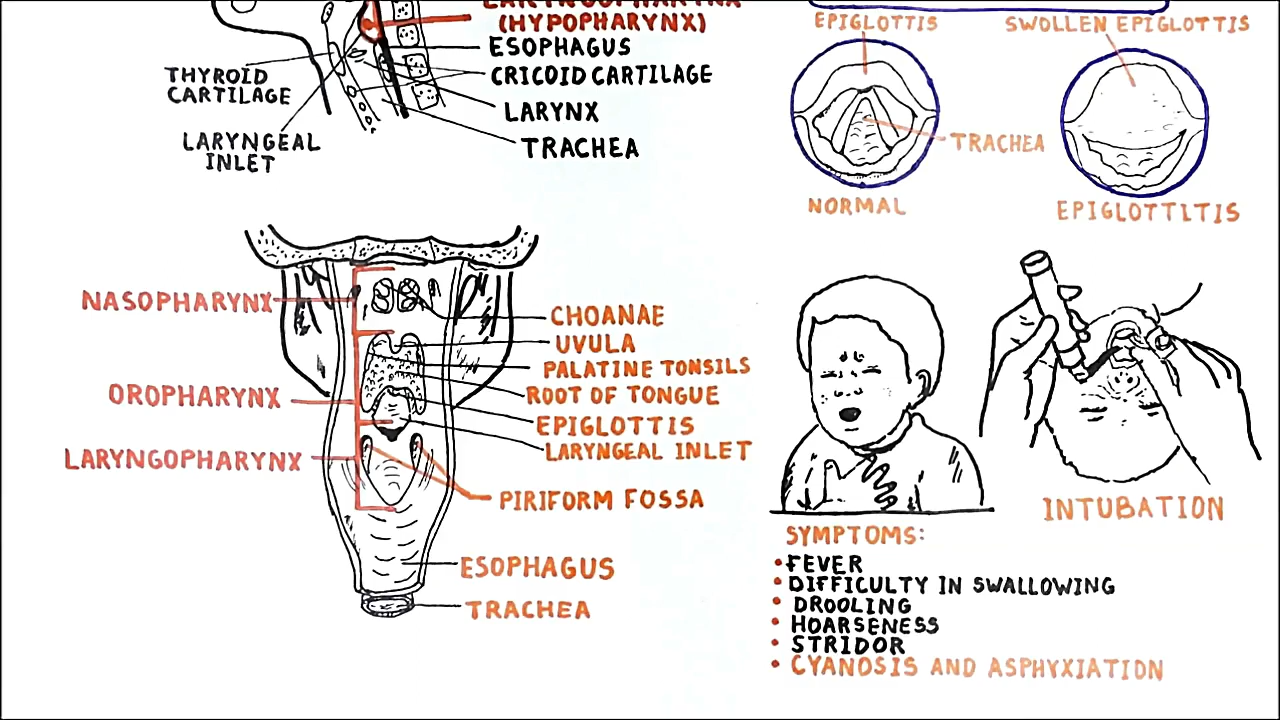 LARYNGOPHARYNX
(HYPOPHARYNX)
ESOPHAGUS
CRICOID CARTILAGE
LARYNX
TRACHEA
THYROID
CARTILAGE
LARYNGEAL
INLET
EPIGLOTTIS
SWOLLEN EPIGLOTTIS
TRACHEA
NORMAL
EPIGLOTTITIS
NASOPHARYNX
OROPHARYNX
LARYNGOPHARYNX
CHOANAE
UVULA
PALATINE TONSILS
ROOT OF TONGUE
EPIGLOTTIS
LARYNGEAL INLET
PIRIFORM FOSSA
ESOPHAGUS
TRACHEA
INTUBATION
SYMPTOMS:
• FEVER
• DIFFICULTY IN SWALLOWING
• DROOLING
• HOARSENESS
• STRIDOR
• CYANOSIS AND ASPHYXIATION